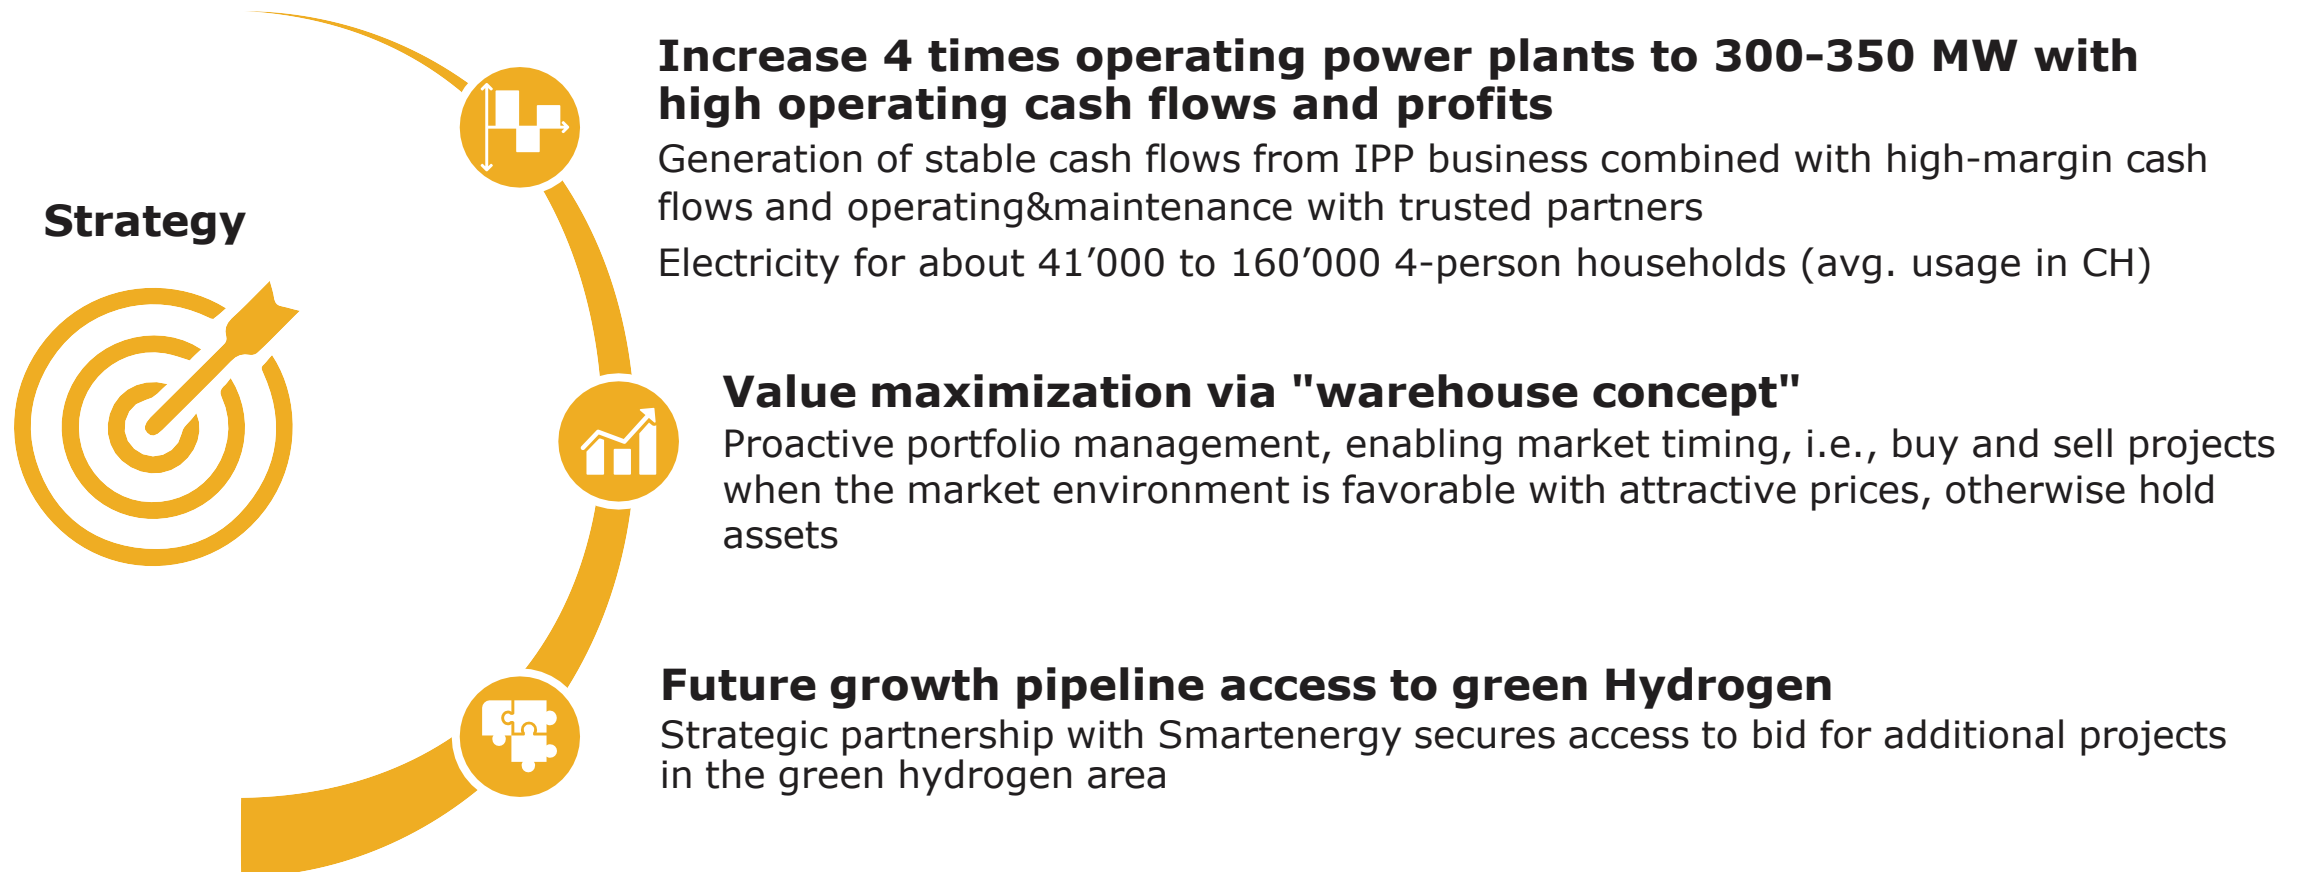 Strategy
Increase 4 times operating power plants to 300-350 MW with
high operating cash flows and profits
Generation of stable cash flows from IPP business combined with high-margin cash
flows and operating&maintenance with trusted partners
Electricity for about 41’000 to 160’000 4-person households (avg. usage in CH)
Value maximization via "warehouse concept"
Proactive portfolio management, enabling market timing, i.e., buy and sell projects
when the market environment is favorable with attractive prices, otherwise hold
assets
Future growth pipeline access to green Hydrogen
Strategic partnership with Smartenergy secures access to bid for additional projects
in the green hydrogen area